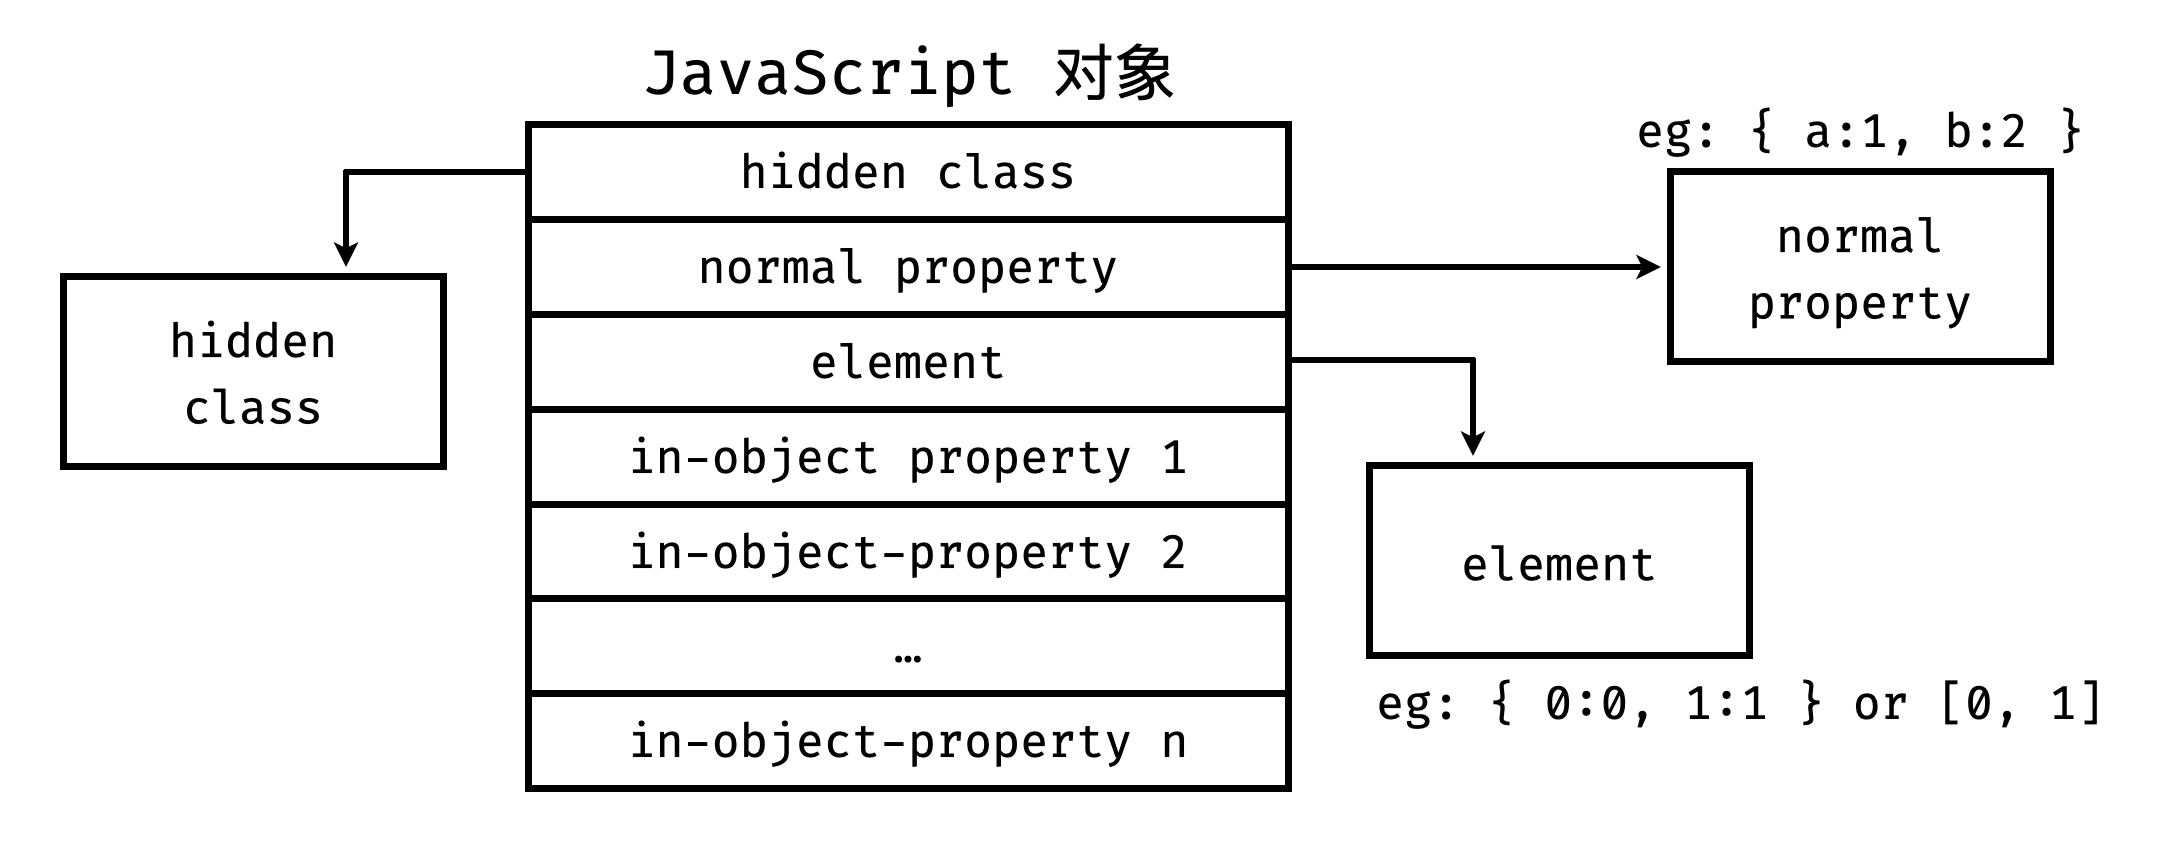 JavaScript 对象
hidden class
normal property
element
in-object property 1
in-object-property 2
…
in-object-property n
hidden
class
eg: { a:1, b:2 }
normal
property
element
eg: { 0:0, 1:1 } or [0, 1]